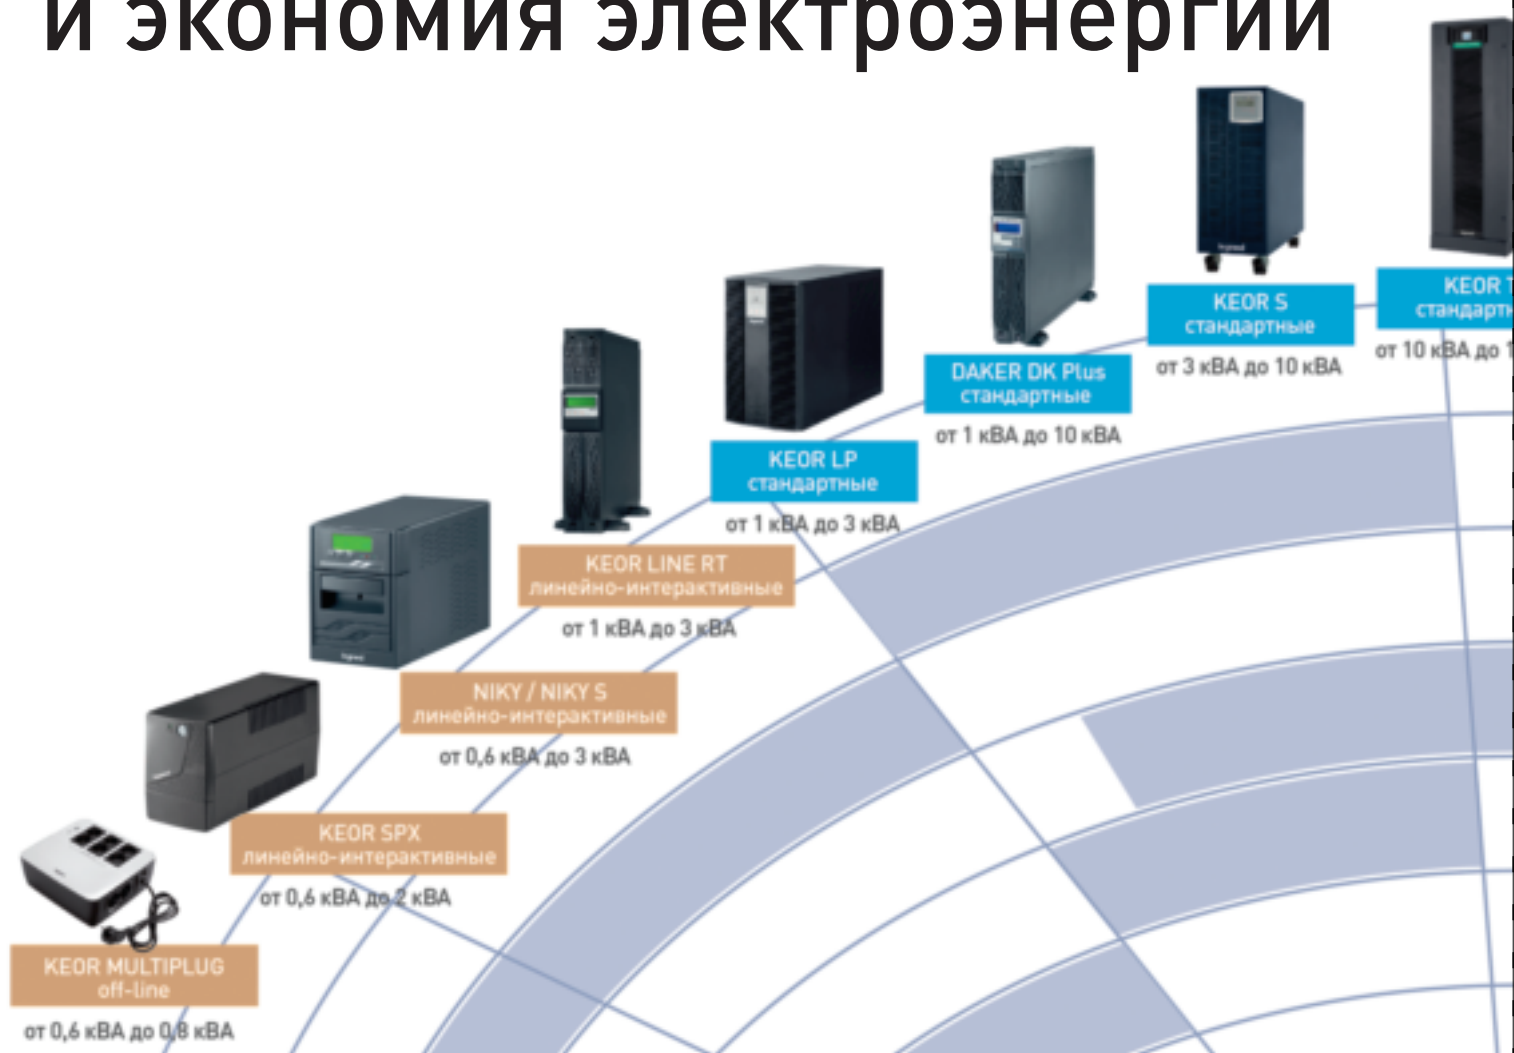 и экономия электроэнергии
KEOR T
стандартн
от 10 кВА до 1
KEOR S
стандартные
от 3 кВА до 10 кВА
DAKER DK Plus
стандартные
от 1 кВА до 10 кВА
KEOR LP
стандартные
от 1 кВА до 3 кВА
KEOR LINE RT
линейно-интерактивные
от 1 кВА до 3 кВА
NIKY / NIKY S
линейно-интерактивные
от 0,6 кВА до 3 кВА
KEOR SPX
линейно-интерактивные
от 0,6 кВА до 2 кВА
KEOR MULTIPLUG
off-line
от 0,6 кВА до 0,8 кВА